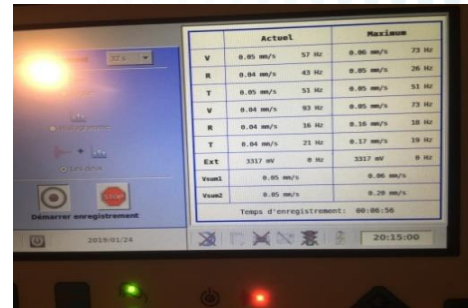 Actuel Maximum
V 0.05 mm/s 57 Hz 0.06 mm/s 73 Hz
R 0.04 mm/s 43 Hz 0.05 mm/s 26 Hz
T 0.05 mm/s 51 Hz 0.05 mm/s 51 Hz
V 0.04 mm/s 93 Hz 0.05 mm/s 73 Hz
R 0.04 mm/s 16 Hz 0.16 mm/s 18 Hz
T 0.04 mm/s 21 Hz 0.17 mm/s 19 Hz
Ext 3317 mV 0 Hz 3317 mV 0 Hz
Vsum1 0.05 mm/s 0.06 mm/s
Vsum2 0.05 mm/s 0.20 mm/s
Temps d'enregistrement: 00:06:56
32 s
Les deux
STOP
Démarrer enregistrement
2019/01/24
20:15:00